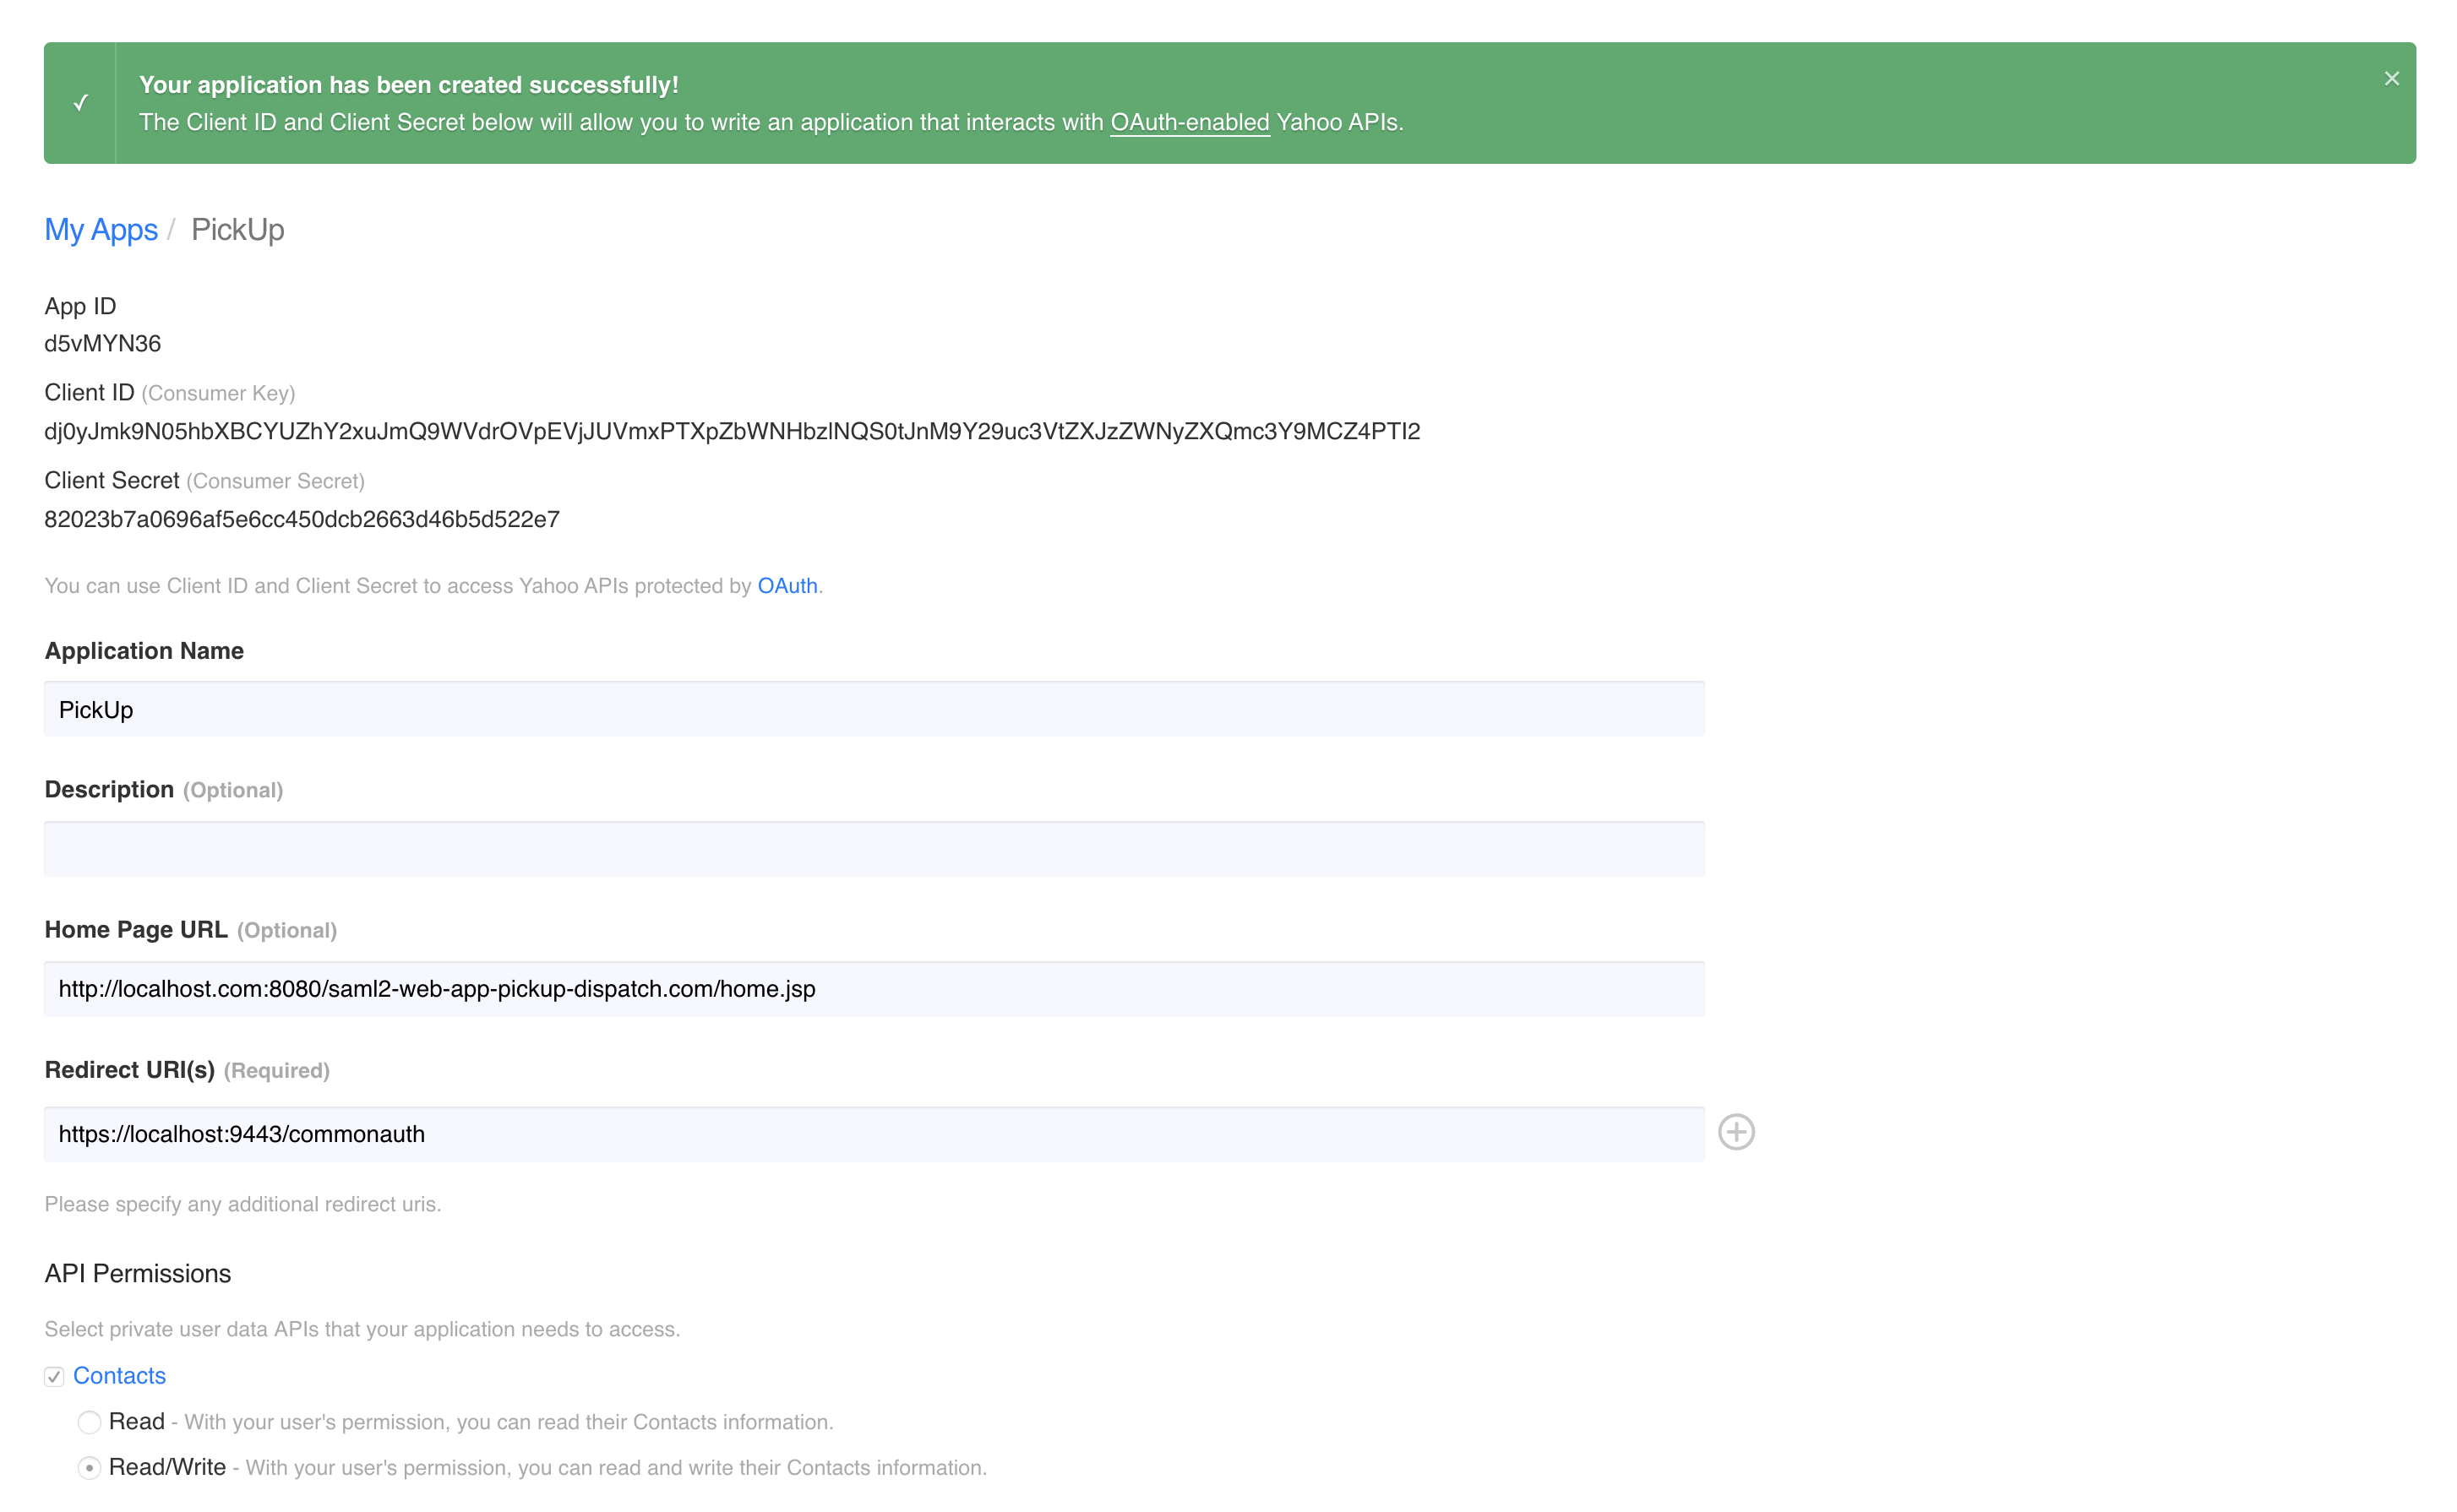 Your application has been created successfully!
The Client ID and Client Secret below will allow you to write an application that interacts with OAuth-enabled Yahoo APIs.
My Apps / PickUp
App ID
d5vMYN36
Client ID (Consumer Key)
dj0yJmk9N05hbXBCYUZhY2xuJmQ9WVdrOVpEVjJUVmxPTXpZbWNHbzlNQS0tJnM9Y29uc3VtZXJzZWNyZXQmc3Y9MCZ4PTI2
Client Secret (Consumer Secret)
82023b7a0696af5e6cc450dcb2663d46b5d522e7
You can use Client ID and Client Secret to access Yahoo APIs protected by OAuth.
Application Name
PickUp
Description (Optional)
Home Page URL (Optional)
http://localhost.com:8080/saml2-web-app-pickup-dispatch.com/home.jsp
Redirect URI(s) (Required)
https://localhost:9443/commonauth
Please specify any additional redirect uris.
API Permissions
Select private user data APIs that your application needs to access.
Contacts
Read - With your user's permission, you can read their Contacts information.
Read/Write - With your user's permission, you can read and write their Contacts information.